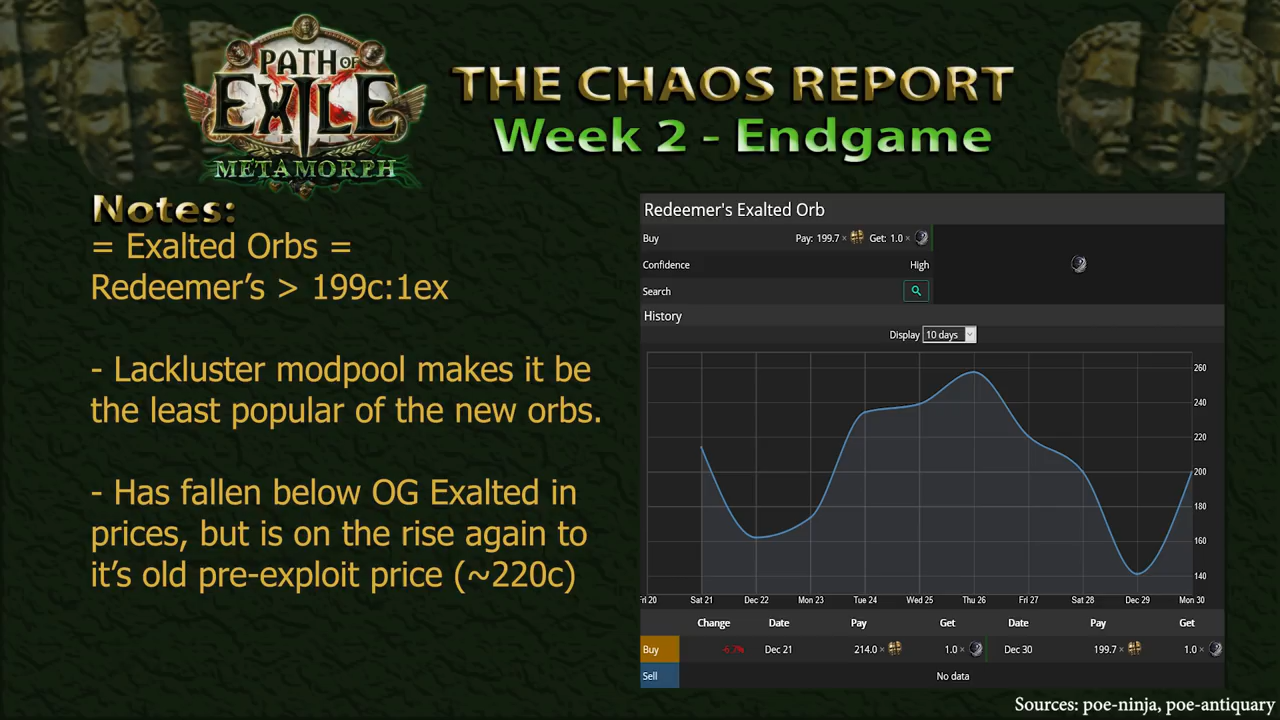 PATH OF
EXILE
METAMORPH
THE CHAOS REPORT
Week 2 - Endgame
Notes:
= Exalted Orbs =
Redeemer's > 199c:1ex
- Lackluster modpool makes it be
the least popular of the new orbs.
- Has fallen below OG Exalted in
prices, but is on the rise again to
it's old pre-exploit price (~220c)
Redeemer's Exalted Orb
Buy Pay: 199.7 × Get: 1.0 ×
Confidence High
Search
History
Display 10 days
260
240
220
200
180
160
140
Fri 20 Sat 21 Dec 22 Mon 23 Tue 24 Wed 25 Thu 26 Fri 27 Sat 28 Dec 29 Mon 30
Change Date Pay Get Date Pay Get
Buy -6.7% Dec 21 214.0 × 1.0 × Dec 30 199.7 × 1.0 ×
Sell No data
Sources: poe-ninja, poe-antiquary